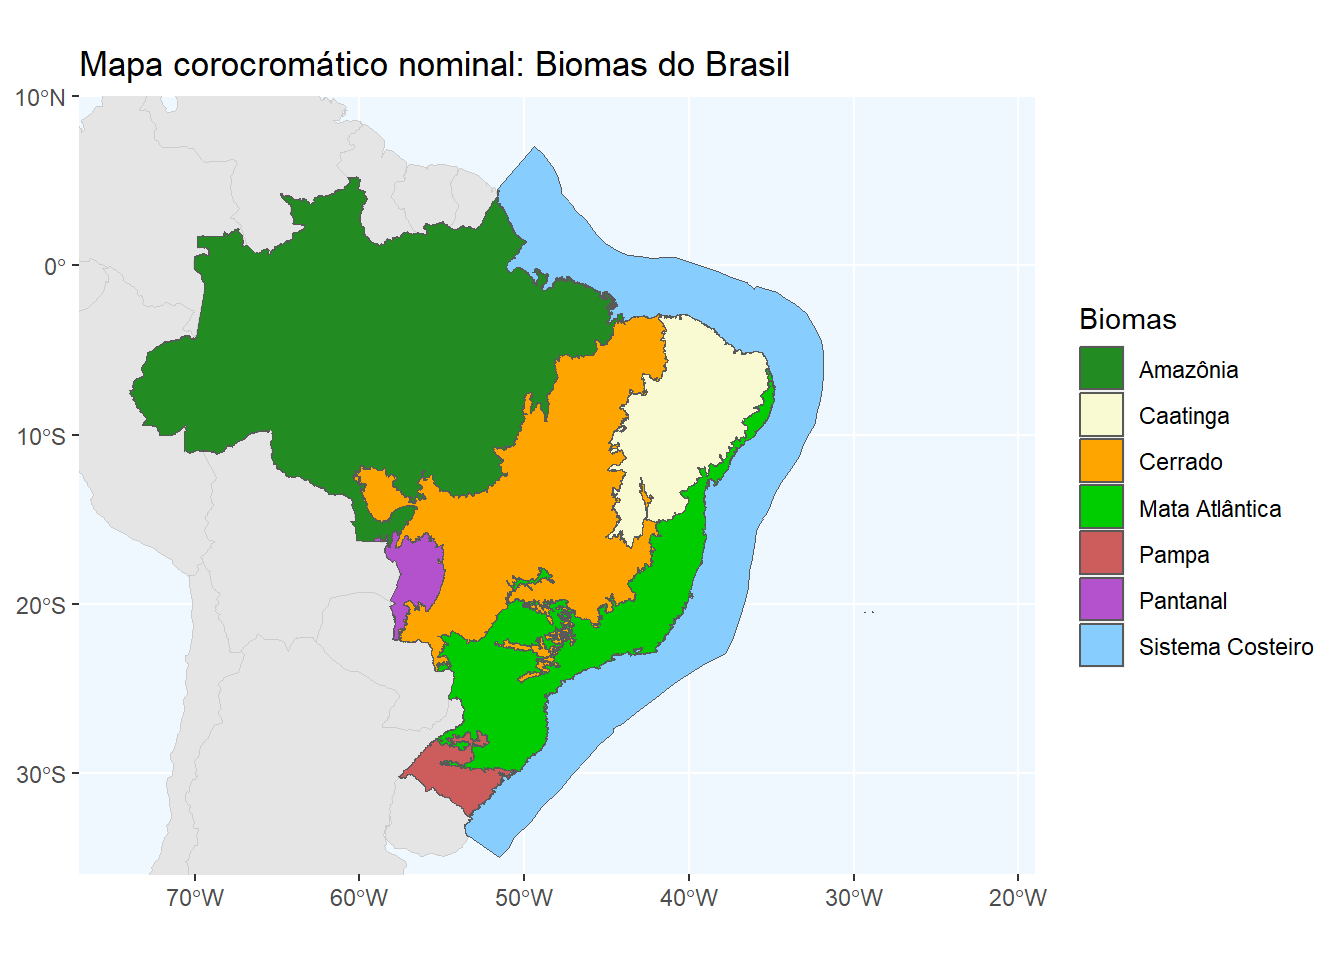 Mapa corocromático nominal: Biomas do Brasil
10°N
0°
10°S
20°S
30°S
70°W 60°W 50°W 40°W 30°W 20°W
Biomas
Amazônia
Caatinga
Cerrado
Mata Atlântica
Pampa
Pantanal
Sistema Costeiro